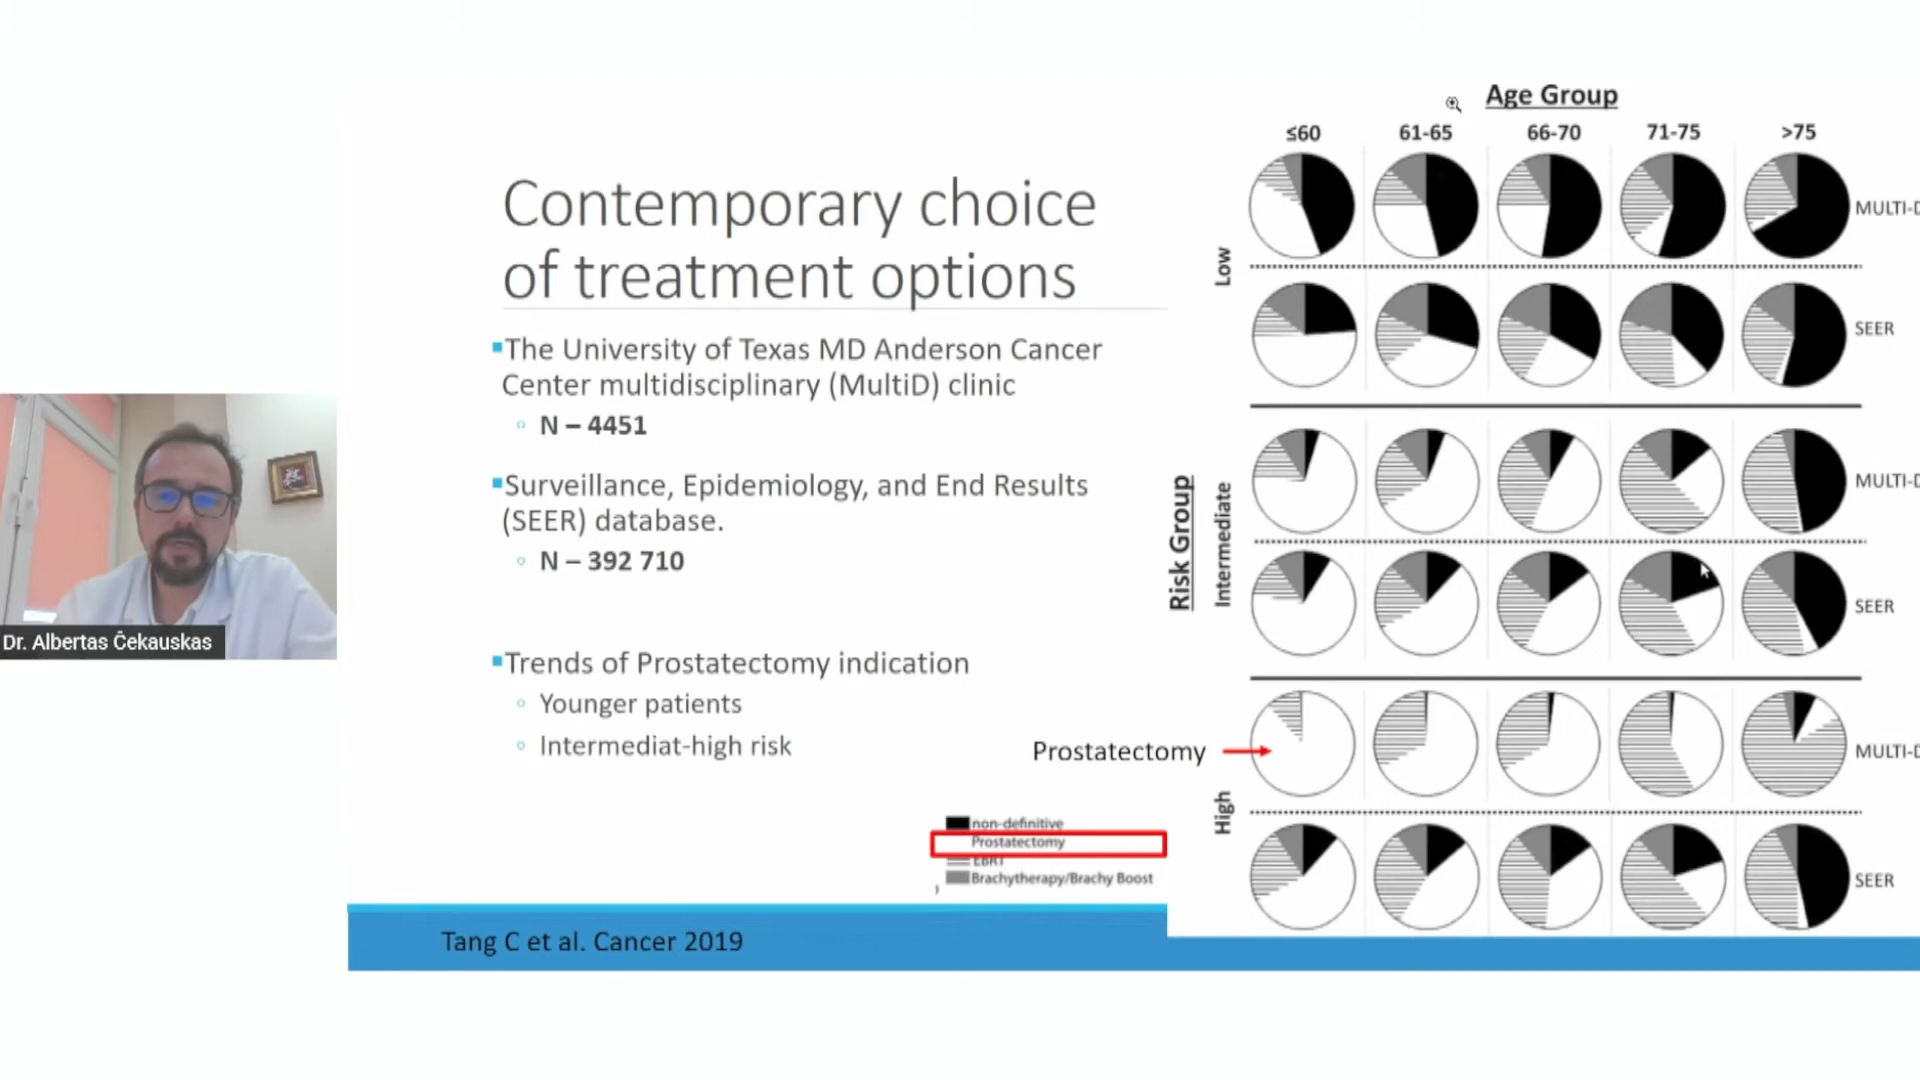 Contemporary choice
of treatment options
▪The University of Texas MD Anderson Cancer
Center multidisciplinary (MultiD) clinic
◦ N – 4451
▪Surveillance, Epidemiology, and End Results
(SEER) database.
◦ N – 392 710
▪Trends of Prostatectomy indication
◦ Younger patients
◦ Intermediat-high risk
Prostatectomy
non-definitive
Prostatectomy
EBRT
Brachytherapy/Brachy Boost
Tang C et al. Cancer 2019
Age Group
≤60 61-65 66-70 71-75 >75
Risk Group
Low
MULTI-D
SEER
Intermediate
MULTI-D
SEER
High
MULTI-D
SEER
Dr. Albertas Čekauskas